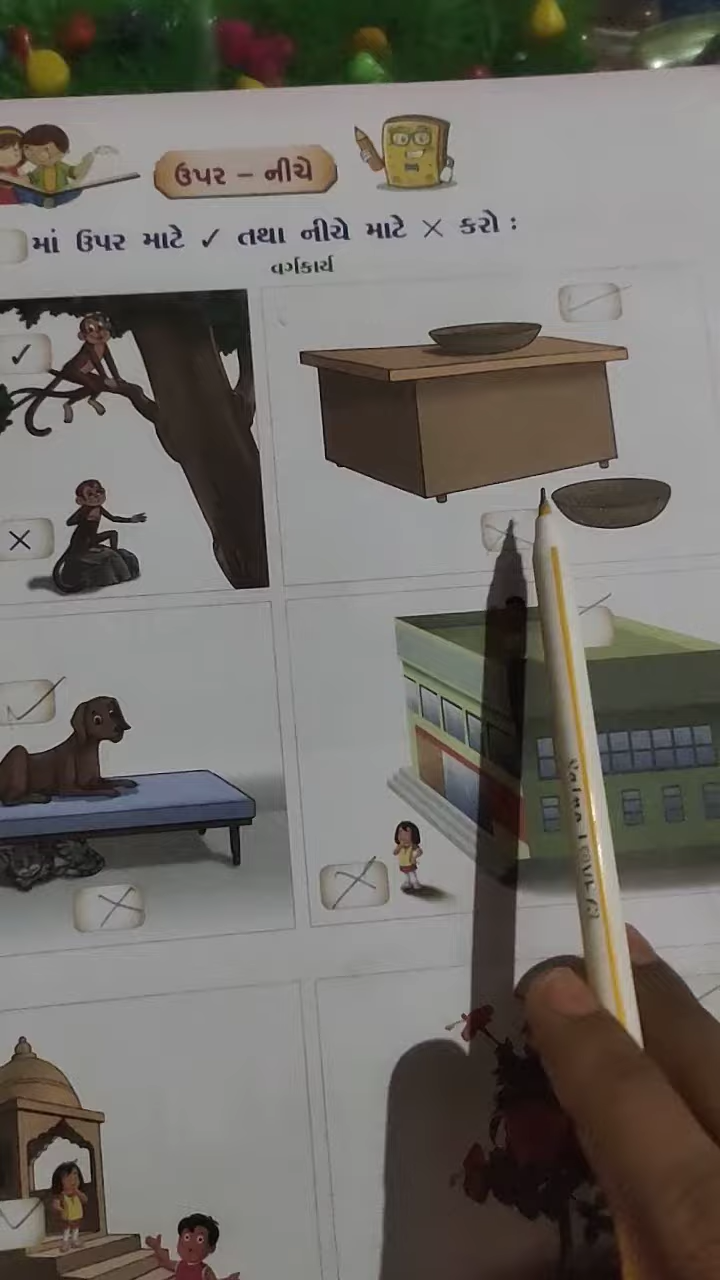 ઉપર – નીચે
માં ઉપર માટે ✓ તથા નીચે માટે × કરો :
વર્ગકાર્ય